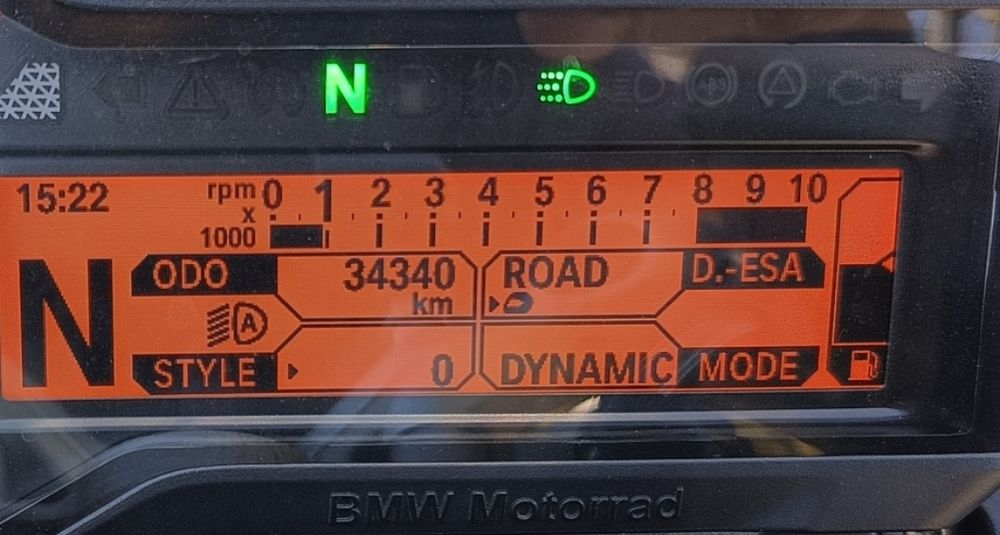 N
ABS
15:22
rpm 0 1 2 3 4 5 6 7 8 9 10
x
1000
N
ODO 34340 ROAD D.-ESA
km
A
STYLE 0 DYNAMIC MODE
BMW Motorrad